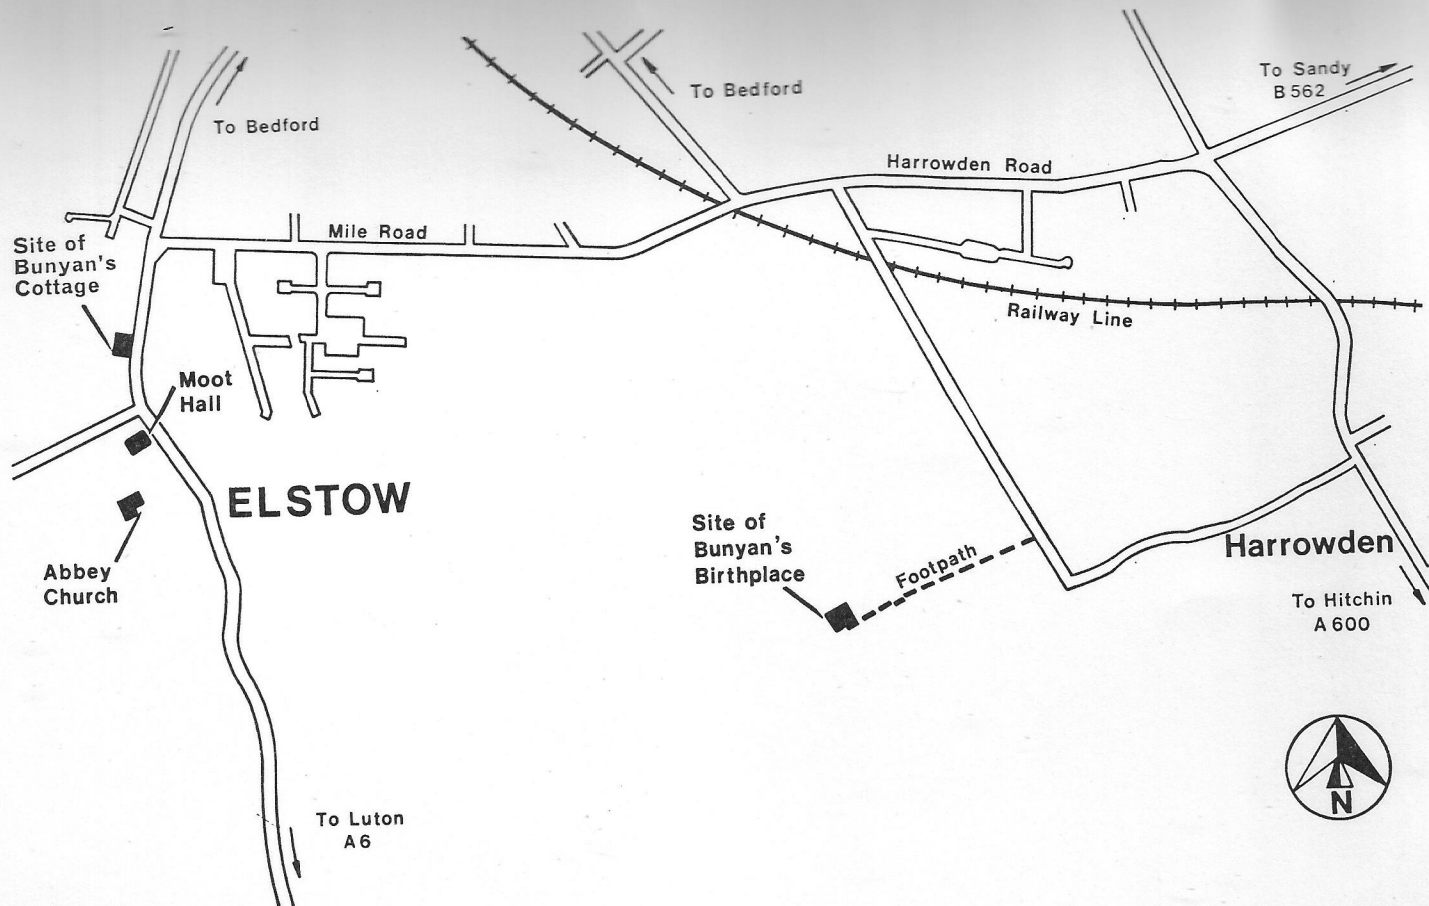 To Bedford
To Bedford
To Sandy
B 562
Harrowden Road
Mile Road
Site of
Bunyan's
Cottage
Railway Line
Moot
Hall
ELSTOW
Site of
Bunyan's
Birthplace
Footpath
Harrowden
Abbey
Church
To Hitchin
A 600
To Luton
A 6
N